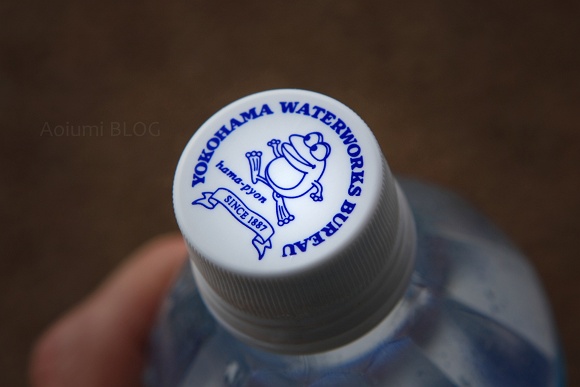 YOKOHAMA WATERWORKS BUREAU
hama-pyon
SINCE 1887
Aoiumi BLOG